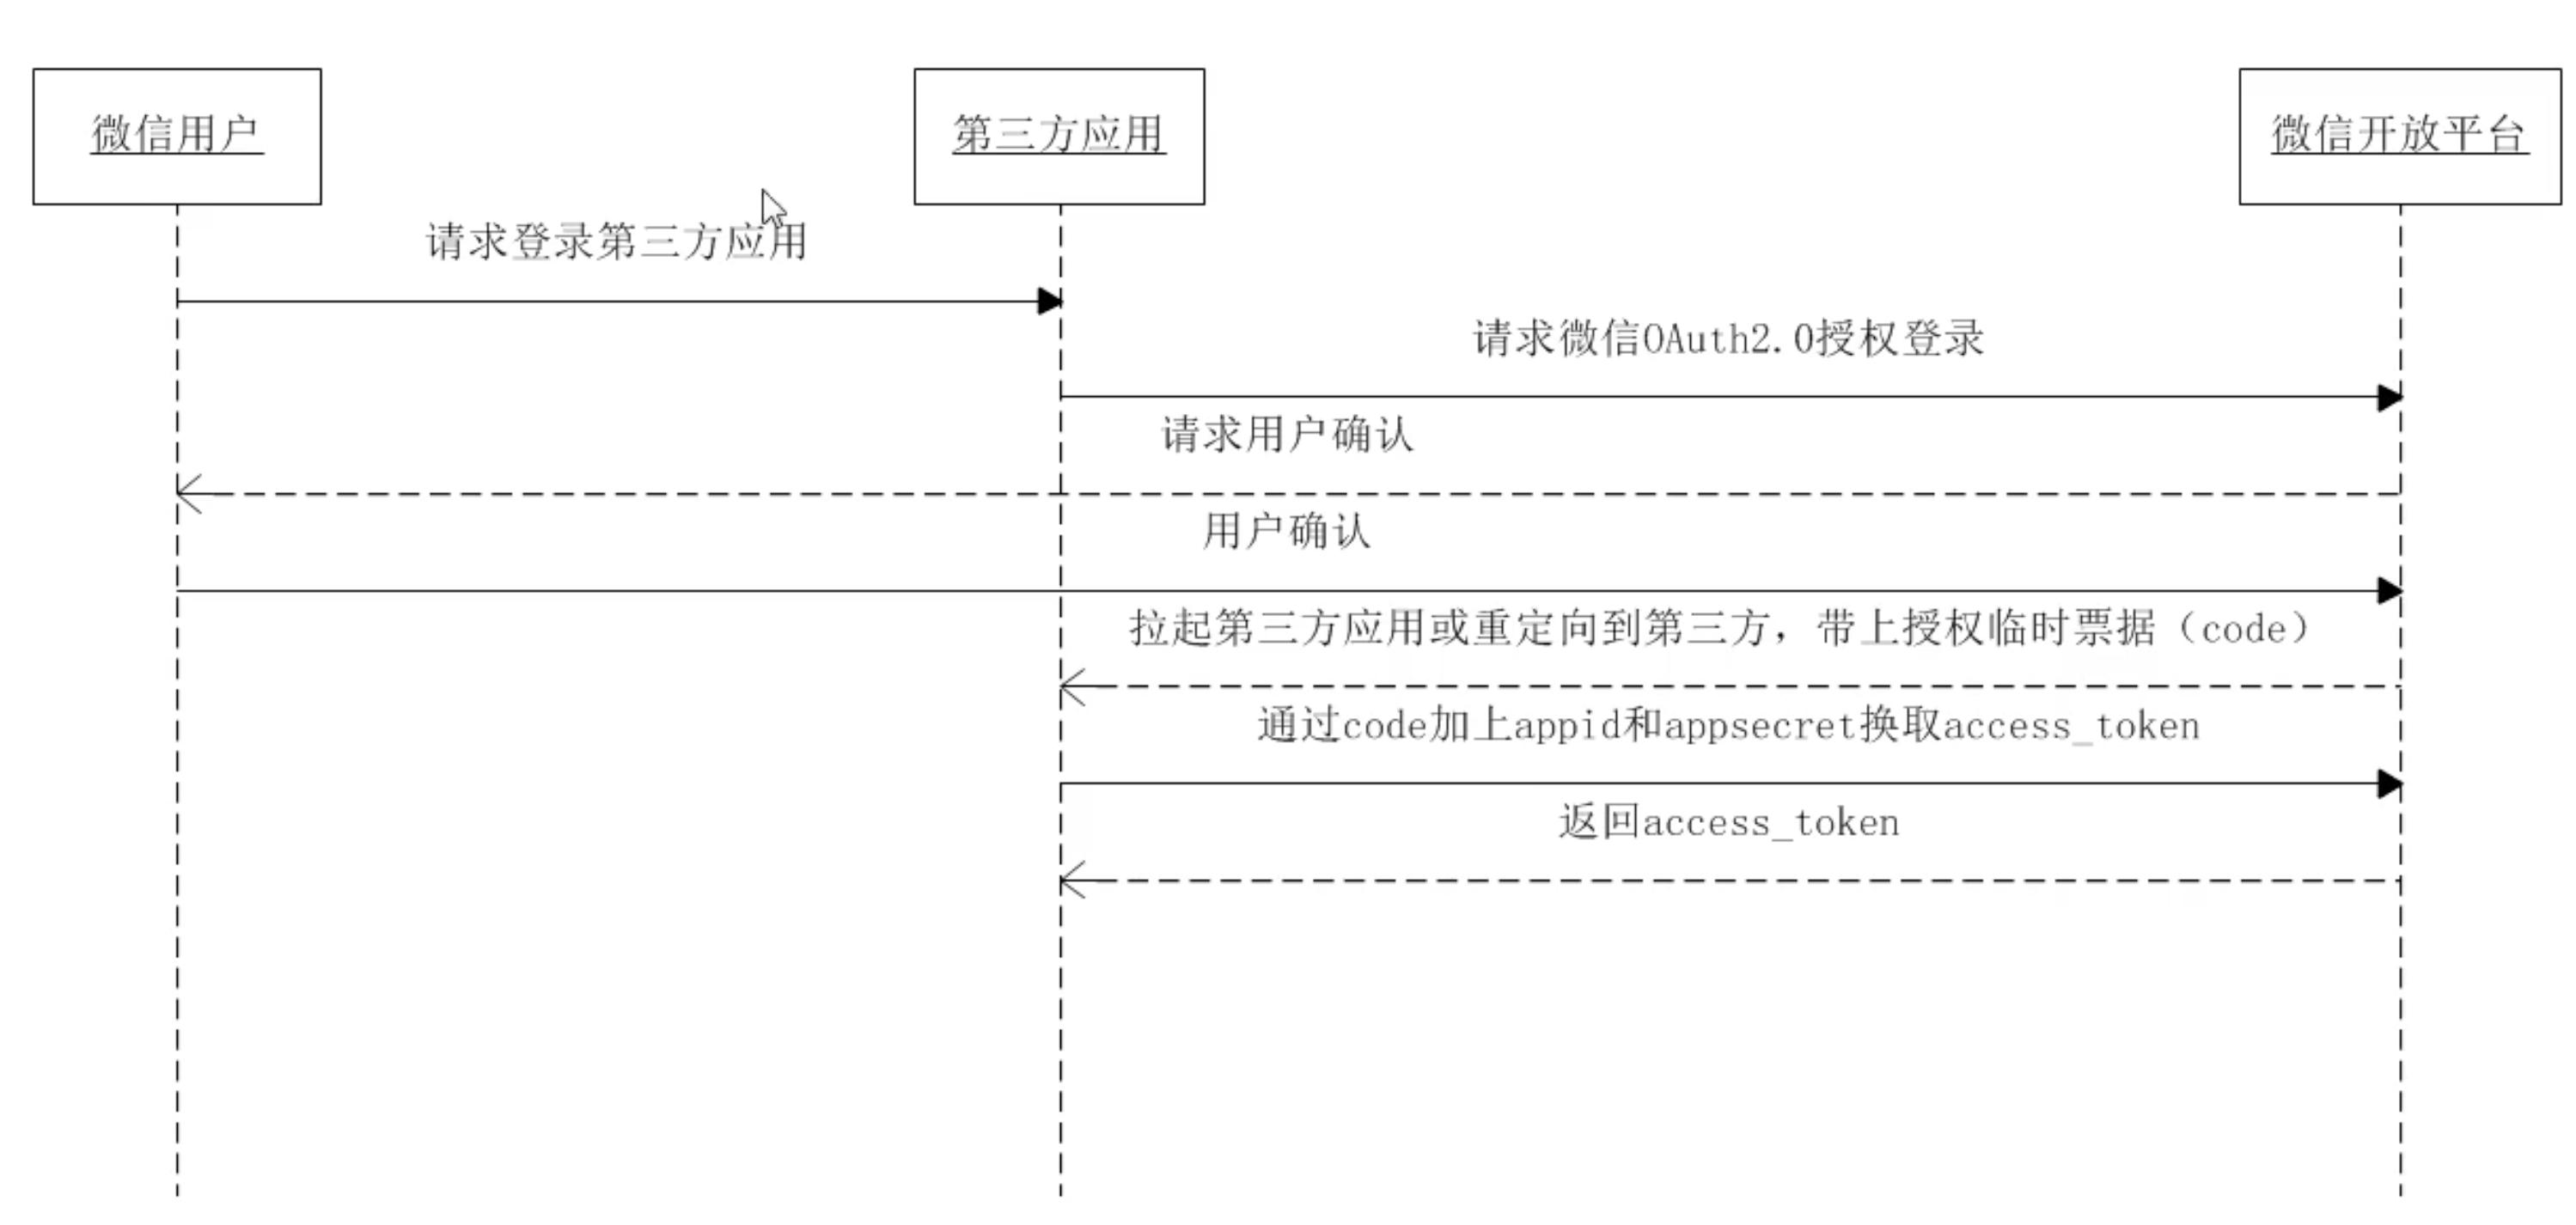 微信用户
第三方应用
微信开放平台
请求登录第三方应用
请求微信OAuth2.0授权登录
请求用户确认
用户确认
拉起第三方应用或重定向到第三方，带上授权临时票据（code）
通过code加上appid和appsecret换取access_token
返回access_token